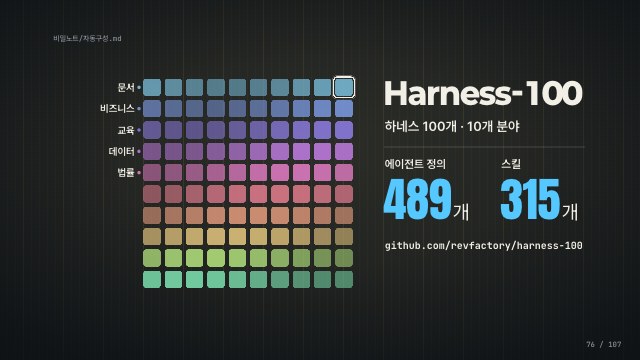 비밀노트/자동구성.md
문서
비즈니스
교육
데이터
법률
Harness-100
하네스 100개 · 10개 분야
에이전트 정의
489개
스킬
315개
github.com/revfactory/harness-100
76 / 107